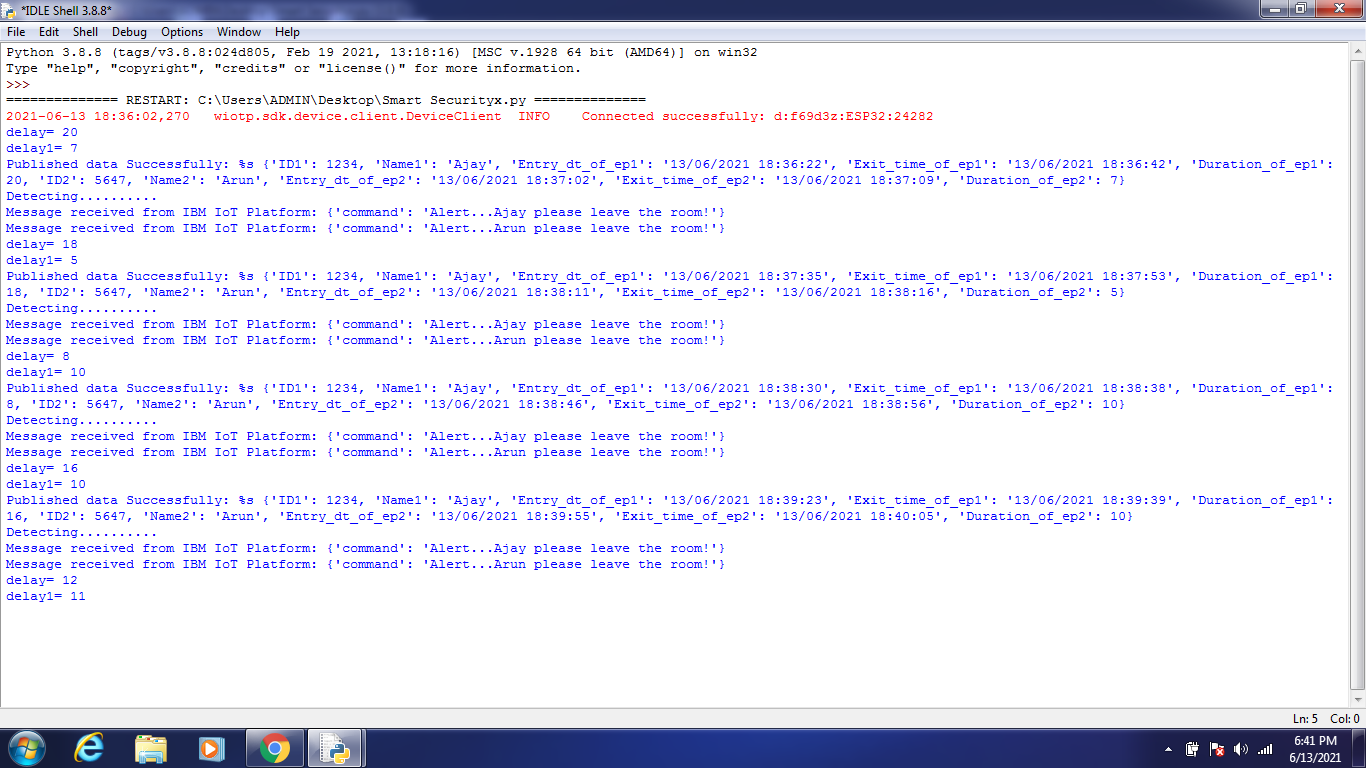 *IDLE Shell 3.8.8*
File Edit Shell Debug Options Window Help
Python 3.8.8 (tags/v3.8.8:024d805, Feb 19 2021, 13:18:16) [MSC v.1928 64 bit (AMD64)] on win32
Type "help", "copyright", "credits" or "license()" for more information.
>>>
============== RESTART: C:\Users\ADMIN\Desktop\Smart Securityx.py ==============
2021-06-13 18:36:02,270   wiotp.sdk.device.client.DeviceClient  INFO    Connected successfully: d:f69d3z:ESP32:24282
delay= 20
delay1= 7
Published data Successfully: %s {'ID1': 1234, 'Name1': 'Ajay', 'Entry_dt_of_ep1': '13/06/2021 18:36:22', 'Exit_time_of_ep1': '13/06/2021 18:36:42', 'Duration_of_ep1':
20, 'ID2': 5647, 'Name2': 'Arun', 'Entry_dt_of_ep2': '13/06/2021 18:37:02', 'Exit_time_of_ep2': '13/06/2021 18:37:09', 'Duration_of_ep2': 7}
Detecting..........
Message received from IBM IoT Platform: {'command': 'Alert...Ajay please leave the room!'}
Message received from IBM IoT Platform: {'command': 'Alert...Arun please leave the room!'}
delay= 18
delay1= 5
Published data Successfully: %s {'ID1': 1234, 'Name1': 'Ajay', 'Entry_dt_of_ep1': '13/06/2021 18:37:35', 'Exit_time_of_ep1': '13/06/2021 18:37:53', 'Duration_of_ep1':
18, 'ID2': 5647, 'Name2': 'Arun', 'Entry_dt_of_ep2': '13/06/2021 18:38:11', 'Exit_time_of_ep2': '13/06/2021 18:38:16', 'Duration_of_ep2': 5}
Detecting..........
Message received from IBM IoT Platform: {'command': 'Alert...Ajay please leave the room!'}
Message received from IBM IoT Platform: {'command': 'Alert...Arun please leave the room!'}
delay= 8
delay1= 10
Published data Successfully: %s {'ID1': 1234, 'Name1': 'Ajay', 'Entry_dt_of_ep1': '13/06/2021 18:38:30', 'Exit_time_of_ep1': '13/06/2021 18:38:38', 'Duration_of_ep1':
8, 'ID2': 5647, 'Name2': 'Arun', 'Entry_dt_of_ep2': '13/06/2021 18:38:46', 'Exit_time_of_ep2': '13/06/2021 18:38:56', 'Duration_of_ep2': 10}
Detecting..........
Message received from IBM IoT Platform: {'command': 'Alert...Ajay please leave the room!'}
Message received from IBM IoT Platform: {'command': 'Alert...Arun please leave the room!'}
delay= 16
delay1= 10
Published data Successfully: %s {'ID1': 1234, 'Name1': 'Ajay', 'Entry_dt_of_ep1': '13/06/2021 18:39:23', 'Exit_time_of_ep1': '13/06/2021 18:39:39', 'Duration_of_ep1':
16, 'ID2': 5647, 'Name2': 'Arun', 'Entry_dt_of_ep2': '13/06/2021 18:39:55', 'Exit_time_of_ep2': '13/06/2021 18:40:05', 'Duration_of_ep2': 10}
Detecting..........
Message received from IBM IoT Platform: {'command': 'Alert...Ajay please leave the room!'}
Message received from IBM IoT Platform: {'command': 'Alert...Arun please leave the room!'}
delay= 12
delay1= 11
Ln: 5 Col: 0
6:41 PM
6/13/2021